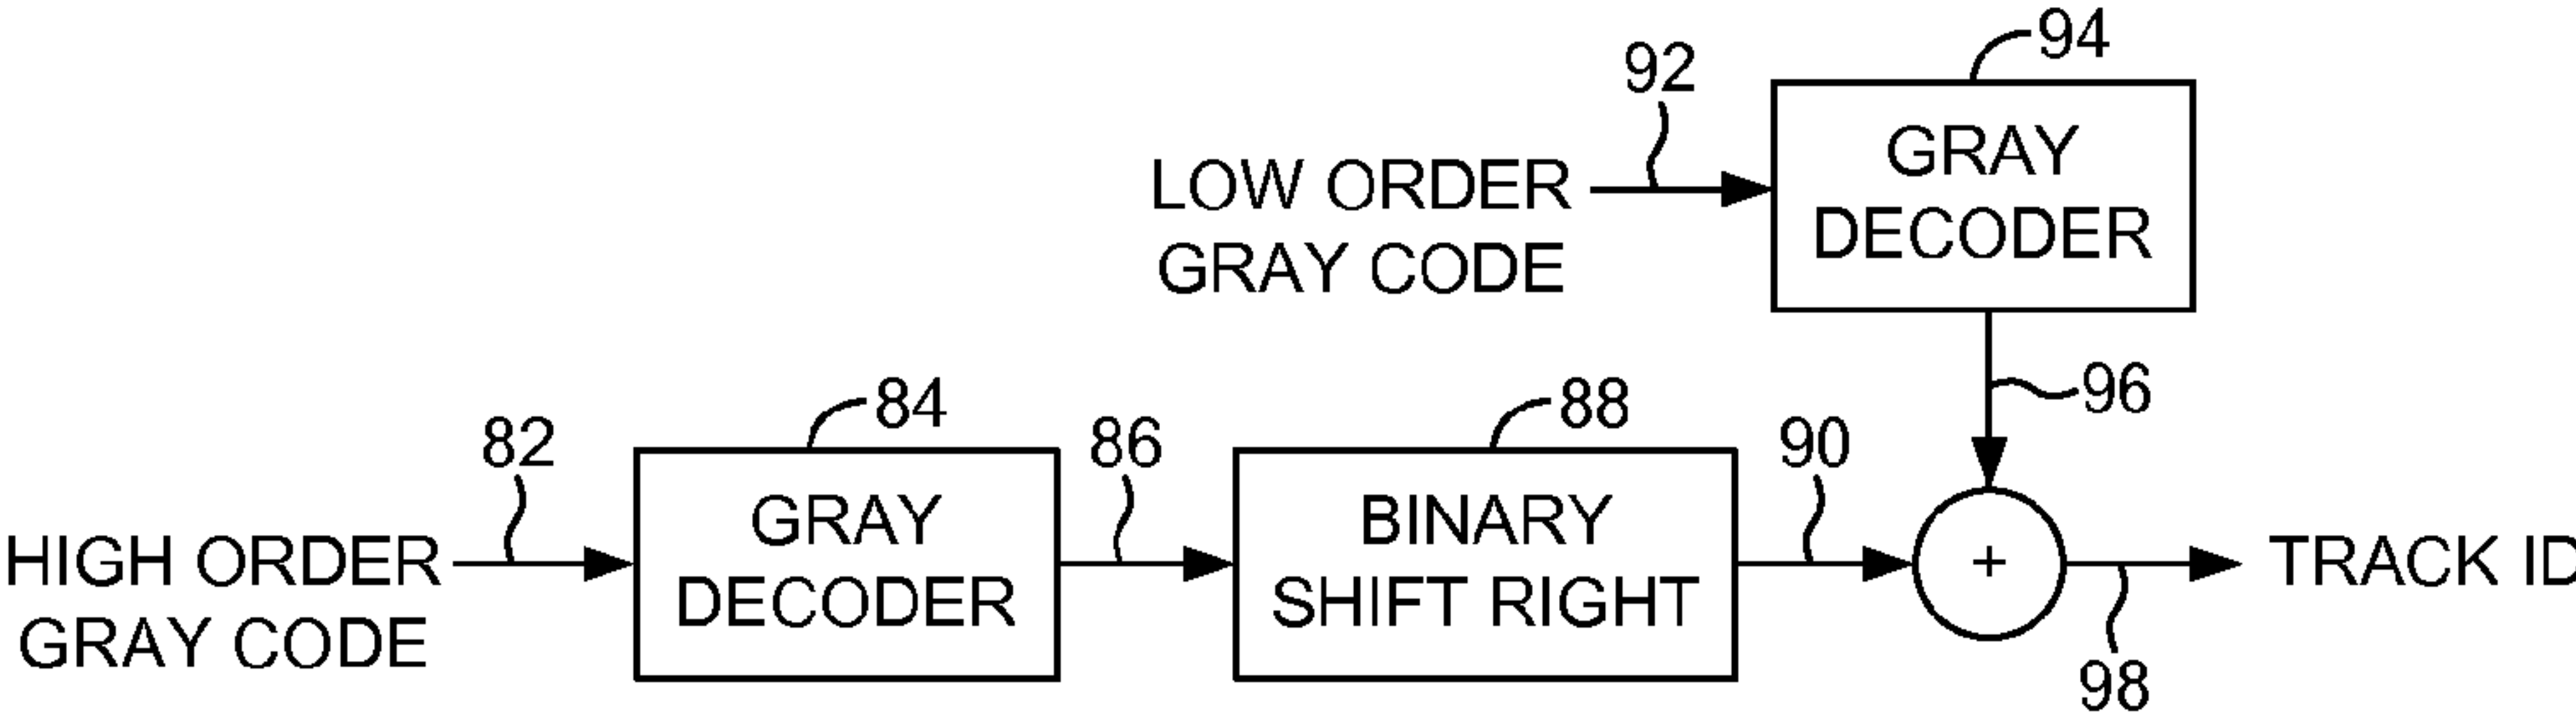 94
92
GRAY
DECODER
LOW ORDER
GRAY CODE
96
84
88
82
86
90
HIGH ORDER
GRAY CODE
GRAY
DECODER
BINARY
SHIFT RIGHT
+
TRACK ID
98